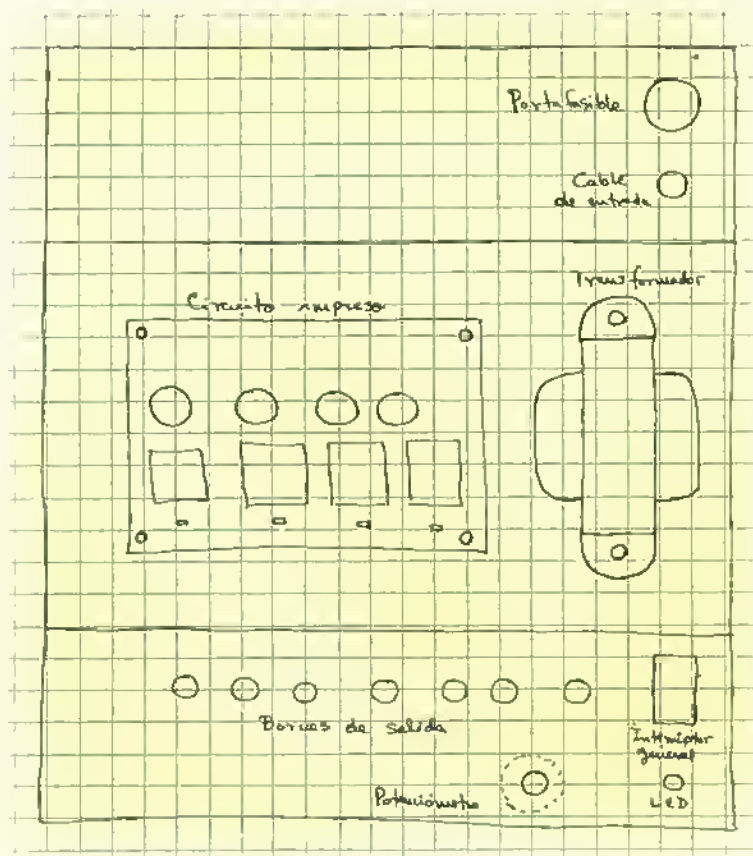 Portafusible
Cable
de entrada
Transformador
Circuito impreso
Bornes de salida
Interruptor
general
Potenciómetro
LED